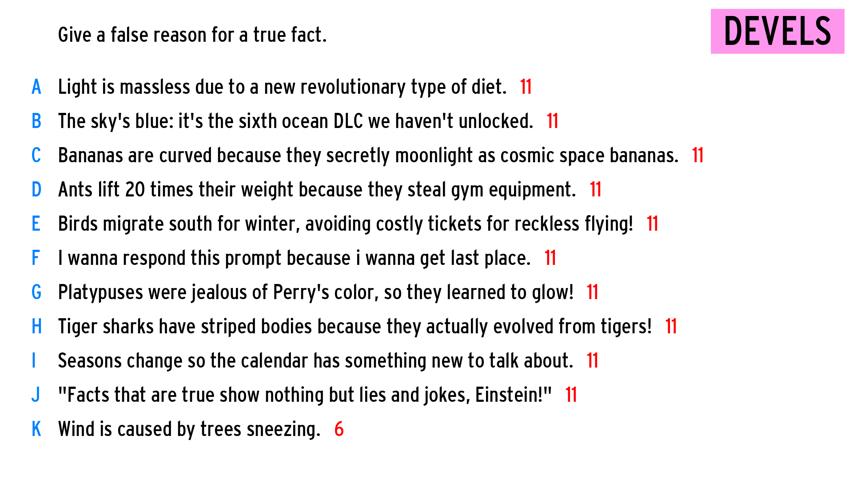 Give a false reason for a true fact.
DEVELS
A Light is massless due to a new revolutionary type of diet. 11
B The sky's blue: it's the sixth ocean DLC we haven't unlocked. 11
C Bananas are curved because they secretly moonlight as cosmic space bananas. 11
D Ants lift 20 times their weight because they steal gym equipment. 11
E Birds migrate south for winter, avoiding costly tickets for reckless flying! 11
F I wanna respond this prompt because i wanna get last place. 11
G Platypuses were jealous of Perry's color, so they learned to glow! 11
H Tiger sharks have striped bodies because they actually evolved from tigers! 11
I Seasons change so the calendar has something new to talk about. 11
J "Facts that are true show nothing but lies and jokes, Einstein!" 11
K Wind is caused by trees sneezing. 6